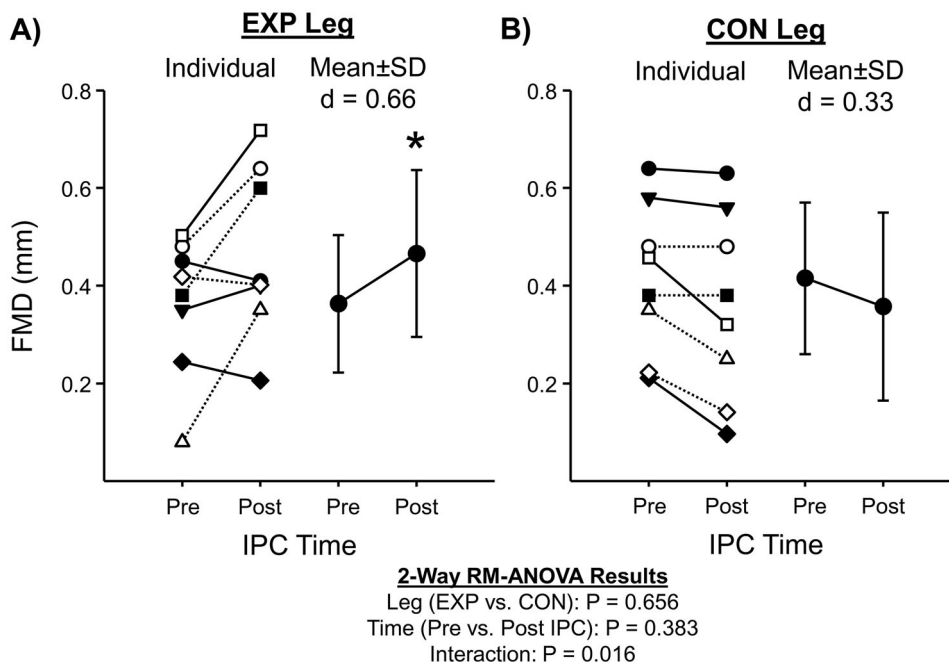 A)
EXP Leg
Individual
Mean±SD
d = 0.66
*
0.8
0.6
0.4
0.2
FMD (mm)
Pre
Post
Pre
Post
IPC Time
B)
CON Leg
Individual
Mean±SD
d = 0.33
0.8
0.6
0.4
0.2
Pre
Post
Pre
Post
IPC Time
2-Way RM-ANOVA Results
Leg (EXP vs. CON): P = 0.656
Time (Pre vs. Post IPC): P = 0.383
Interaction: P = 0.016